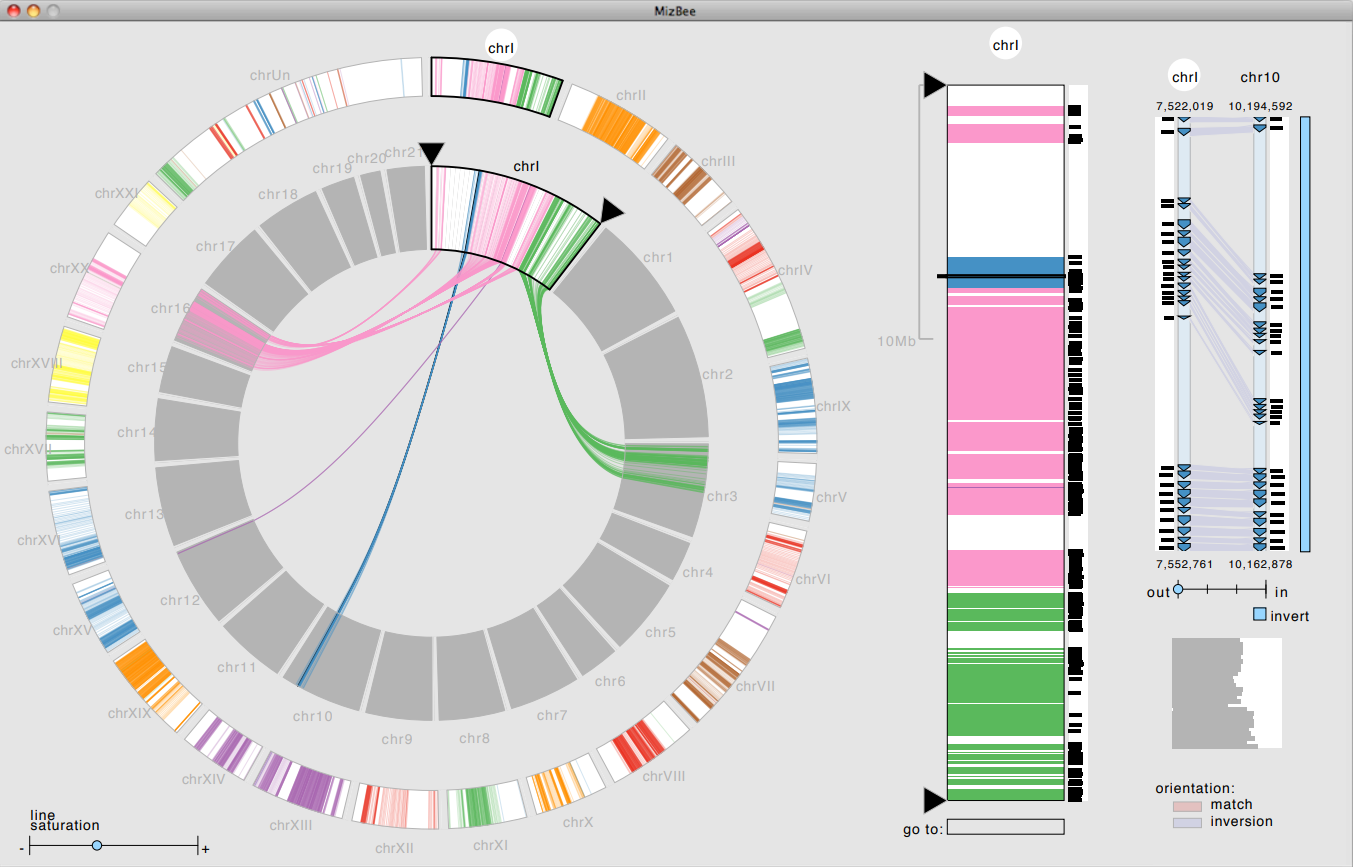 MizBee
chrI
chrII
chrIII
chrIV
chrIX
chrV
chrVI
chrVII
chrVIII
chrX
chrXI
chrXII
chrXIII
chrXIV
chrXIX
chrXV
chrXVI
chrXVII
chrXVIII
chrXX
chrXXI
chrUn
chrI
chr1
chr2
chr3
chr4
chr5
chr6
chr7
chr8
chr9
chr10
chr11
chr12
chr13
chr14
chr15
chr16
chr17
chr18
chr19
chr20
chr21
line
saturation
- +
chrI
10Mb
go to:
chrI chr10
7,522,019 10,194,592
7,552,761 10,162,878
out in
invert
orientation:
match
inversion